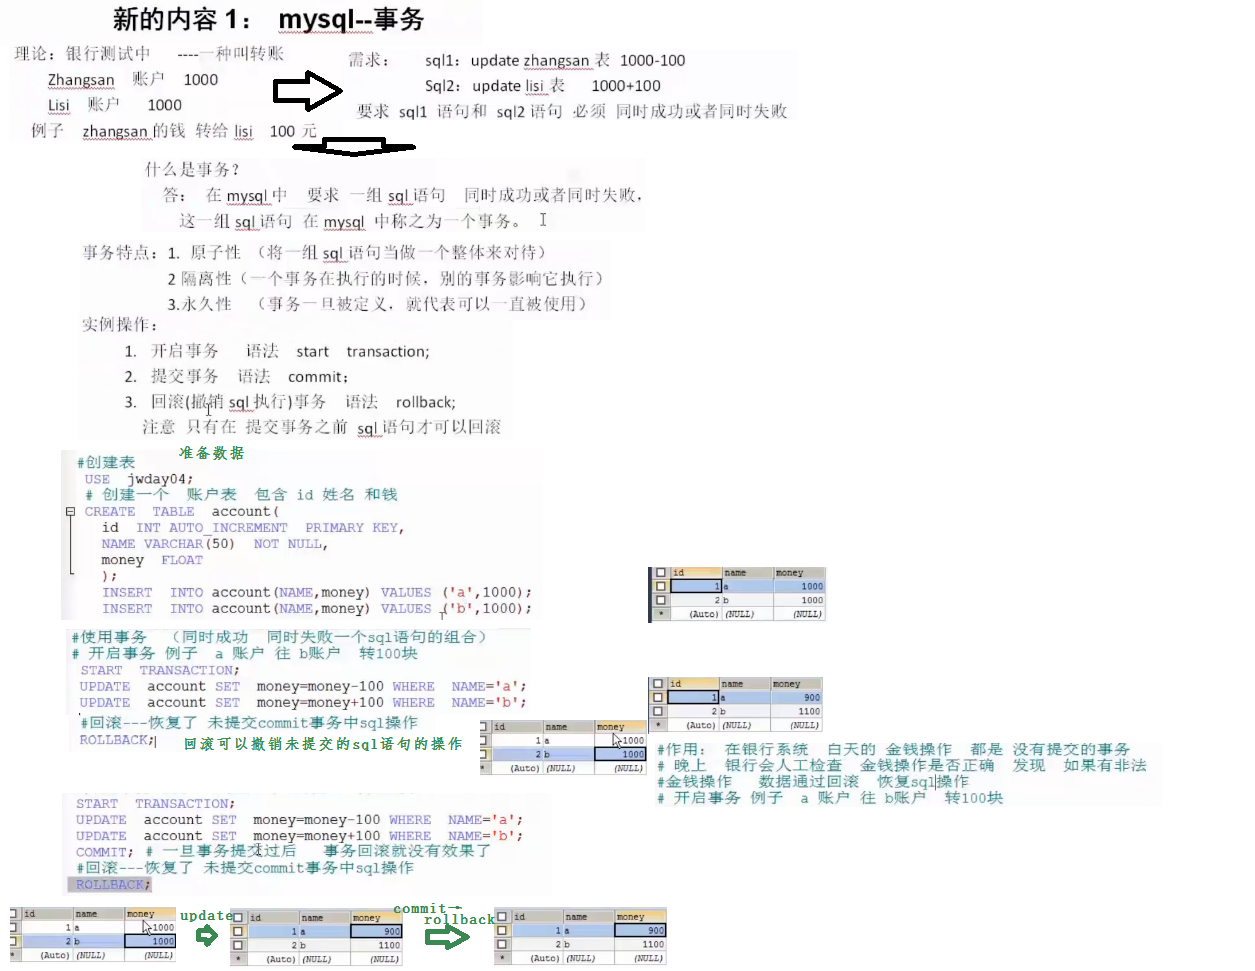 新的内容 1： mysql--事务
理论：银行测试中 ----一种叫转账
Zhangsan 账户 1000
Lisi 账户 1000
例子 zhangsan 的钱 转给 lisi 100 元
需求： sql1：update zhangsan 表 1000-100
Sql2：update lisi 表 1000+100
要求 sql1 语句和 sql2 语句 必须 同时成功或者同时失败
什么是事务？
答： 在 mysql 中 要求 一组 sql 语句 同时成功或者同时失败，
这一组 sql 语句 在 mysql 中称之为一个事务。
事务特点：1. 原子性 （将一组 sql 语句当做一个整体来对待）
2 隔离性（一个事务在执行的时候，别的事务影响它执行）
3.永久性 （事务一旦被定义，就代表可以一直被使用）
实例操作：
1. 开启事务 语法 start transaction;
2. 提交事务 语法 commit；
3. 回滚(撤销 sql 执行)事务 语法 rollback;
注意 只有在 提交事务之前 sql 语句才可以回滚
准备数据
#创建表
USE jwday04;
# 创建一个 账户表 包含 id 姓名 和钱
CREATE TABLE account(
id INT AUTO_INCREMENT PRIMARY KEY,
NAME VARCHAR(50) NOT NULL,
money FLOAT
);
INSERT INTO account(NAME,money) VALUES ('a',1000);
INSERT INTO account(NAME,money) VALUES ('b',1000);
id name money
1 a 1000
2 b 1000
* (Auto) (NULL) (NULL)
#使用事务 （同时成功 同时失败一个sql语句的组合）
# 开启事务 例子 a 账户 往 b账户 转100块
START TRANSACTION;
UPDATE account SET money=money-100 WHERE NAME='a';
UPDATE account SET money=money+100 WHERE NAME='b';
id name money
1 a 900
2 b 1100
* (Auto) (NULL) (NULL)
#回滚---恢复了 未提交commit事务中sql操作
ROLLBACK;
回滚可以撤销未提交的sql语句的操作
id name money
1 a 1000
2 b 1000
* (Auto) (NULL) (NULL)
#作用： 在银行系统 白天的 金钱操作 都是 没有提交的事务
# 晚上 银行会人工检查 金钱操作是否正确 发现 如果有非法
#金钱操作 数据通过回滚 恢复sql操作
# 开启事务 例子 a 账户 往 b账户 转100块
START TRANSACTION;
UPDATE account SET money=money-100 WHERE NAME='a';
UPDATE account SET money=money+100 WHERE NAME='b';
COMMIT; # 一旦事务提交过后 事务回滚就没有效果了
#回滚---恢复了 未提交commit事务中sql操作
ROLLBACK;
id name money
1 a 1000
2 b 1000
* (Auto) (NULL) (NULL)
update
id name money
1 a 900
2 b 1100
* (Auto) (NULL) (NULL)
commit→
rollback
id name money
1 a 900
2 b 1100
* (Auto) (NULL) (NULL)